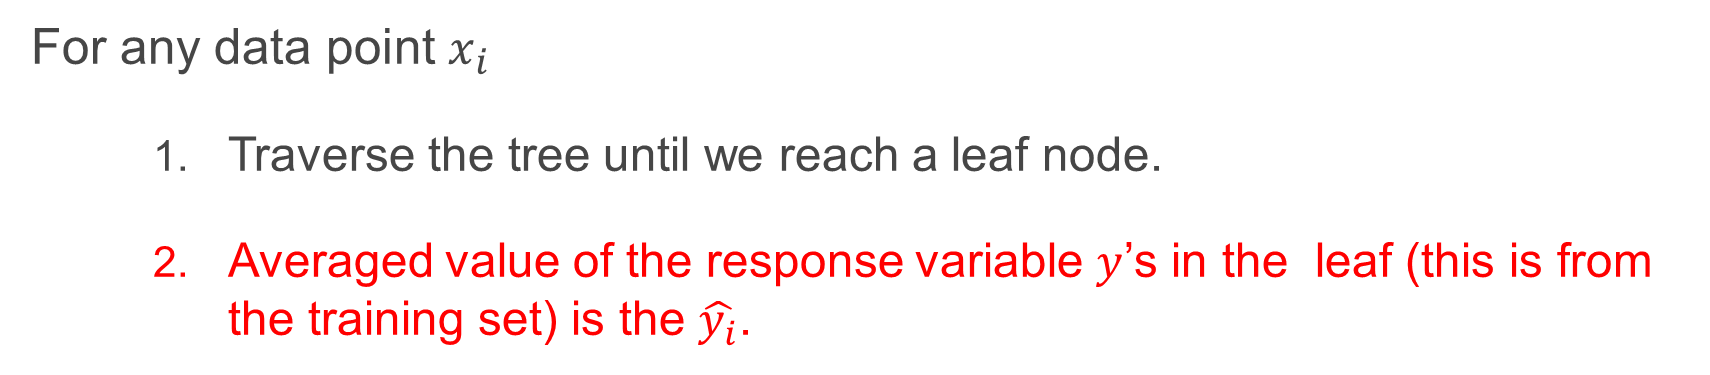 For any data point xᵢ
1. Traverse the tree until we reach a leaf node.
2. Averaged value of the response variable y’s in the leaf (this is from
the training set) is the ŷᵢ.